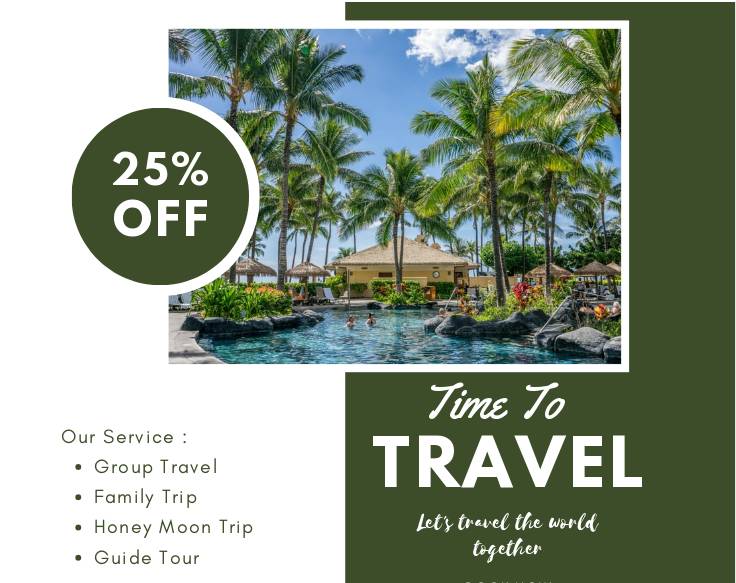 25%
OFF
Time To
TRAVEL
Let's travel the world
together
Our Service :
• Group Travel
• Family Trip
• Honey Moon Trip
• Guide Tour